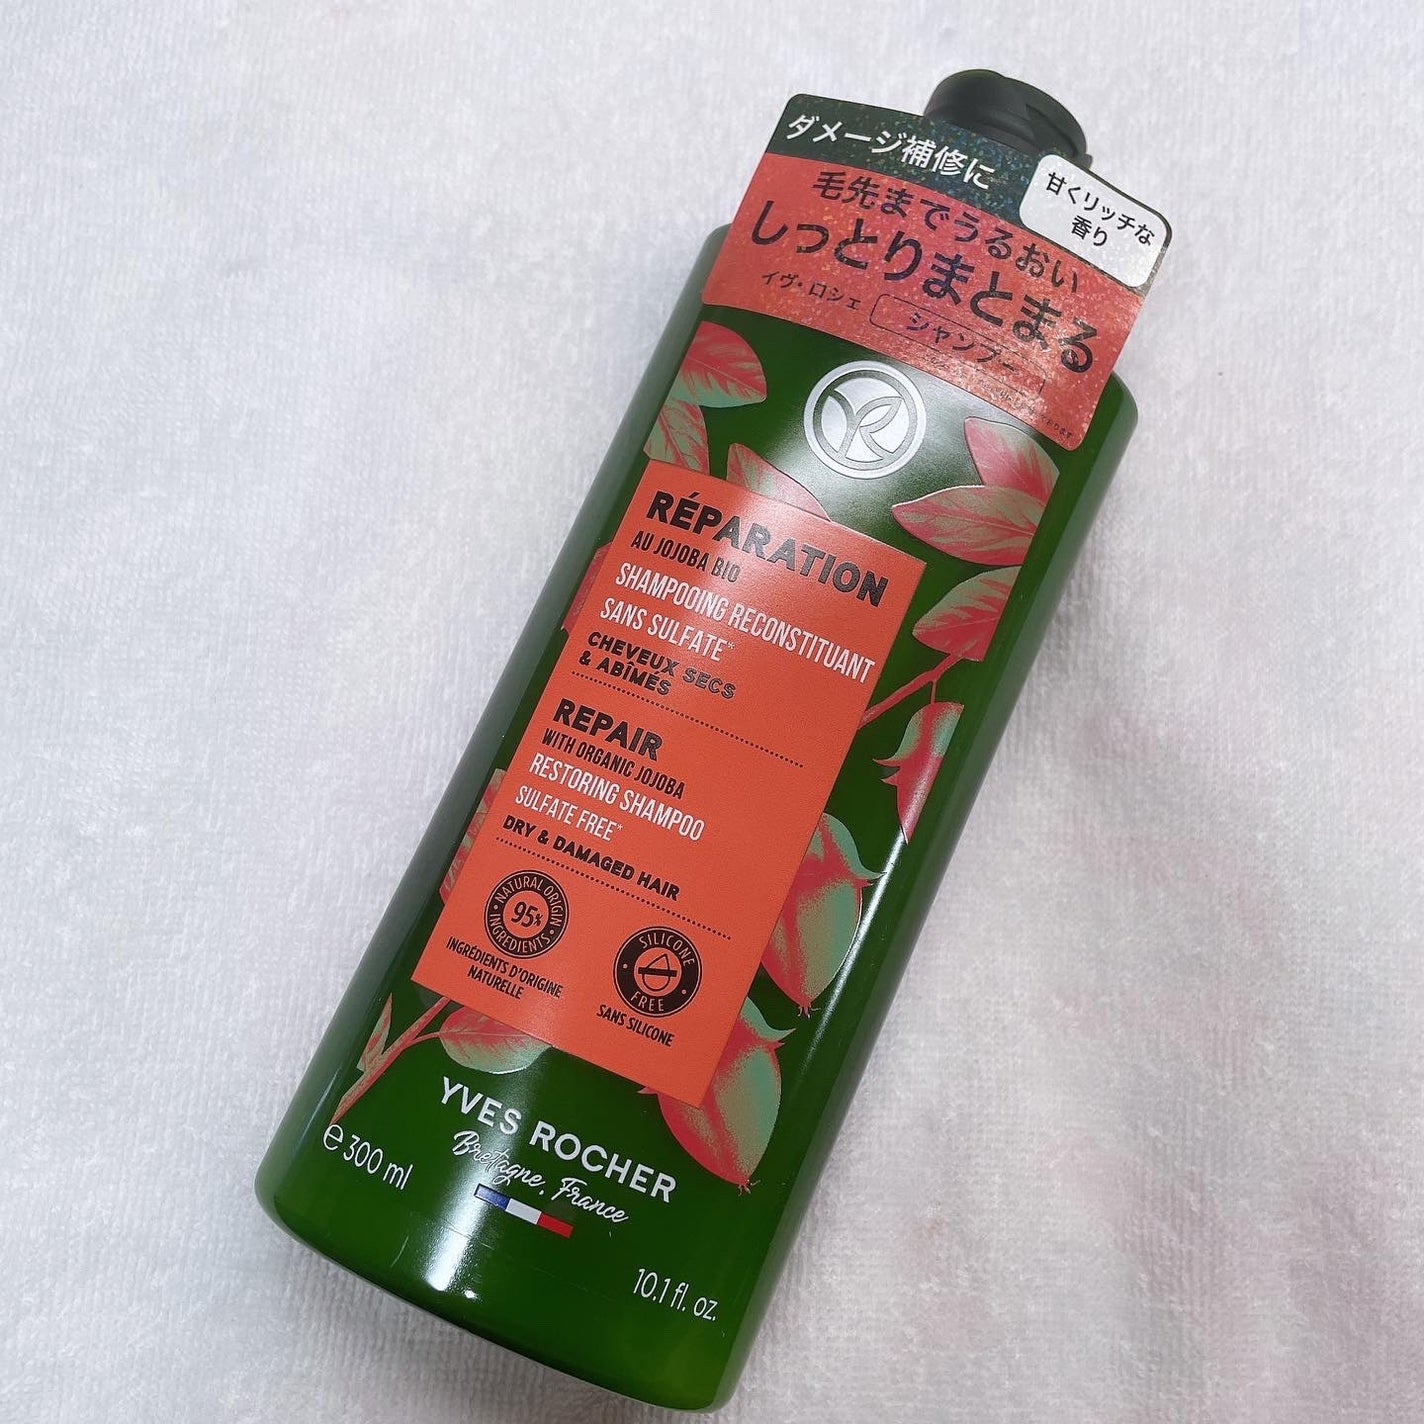 ダメージ補修に
甘くリッチな
香り
毛先までうるおい
しっとりまとまる
イヴ・ロシェ シャンプー
YR
RÉPARATION
AU JOJOBA BIO
SHAMPOOING RECONSTITUANT
SANS SULFATE*
CHEVEUX SECS
& ABÎMÉS
REPAIR
WITH ORGANIC JOJOBA
RESTORING SHAMPOO
SULFATE FREE*
DRY & DAMAGED HAIR
NATURAL ORIGIN
95%
INGREDIENTS
INGRÉDIENTS D'ORIGINE
NATURELLE
SILICONE
FREE
SANS SILICONE
YVES ROCHER
Bretagne, France
e 300 ml
10.1 fl. oz.